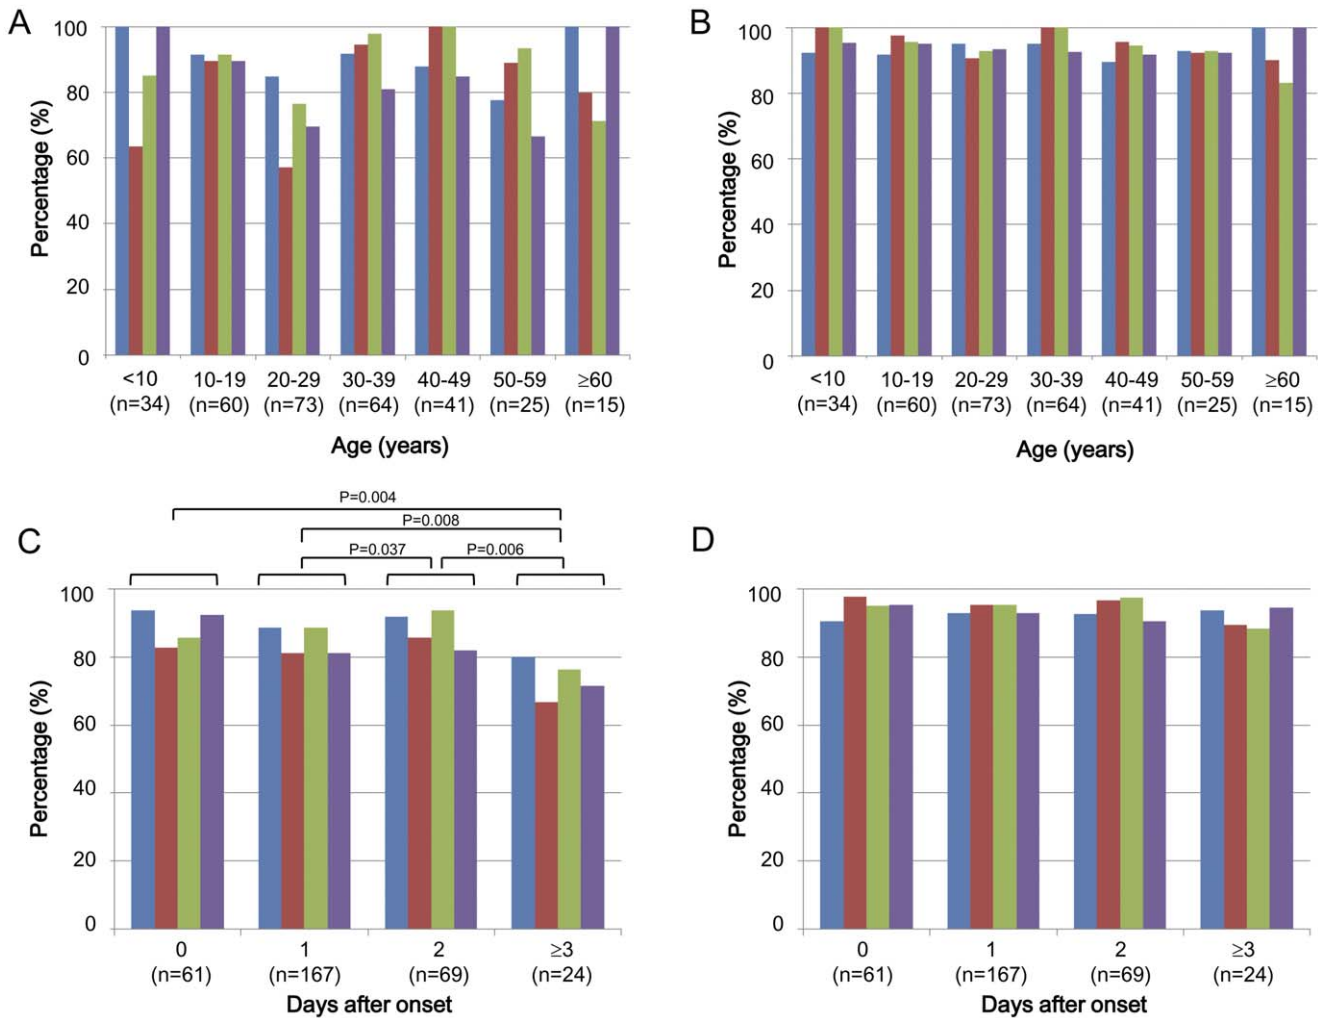 A
Percentage (%)
100
80
60
40
20
0
<10 10-19 20-29 30-39 40-49 50-59 ≥60
(n=34) (n=60) (n=73) (n=64) (n=41) (n=25) (n=15)
Age (years)
B
Percentage (%)
100
80
60
40
20
0
<10 10-19 20-29 30-39 40-49 50-59 ≥60
(n=34) (n=60) (n=73) (n=64) (n=41) (n=25) (n=15)
Age (years)
C
P=0.004
P=0.008
P=0.037 P=0.006
Percentage (%)
100
80
60
40
20
0
0 1 2 ≥3
(n=61) (n=167) (n=69) (n=24)
Days after onset
D
Percentage (%)
100
80
60
40
20
0
0 1 2 ≥3
(n=61) (n=167) (n=69) (n=24)
Days after onset